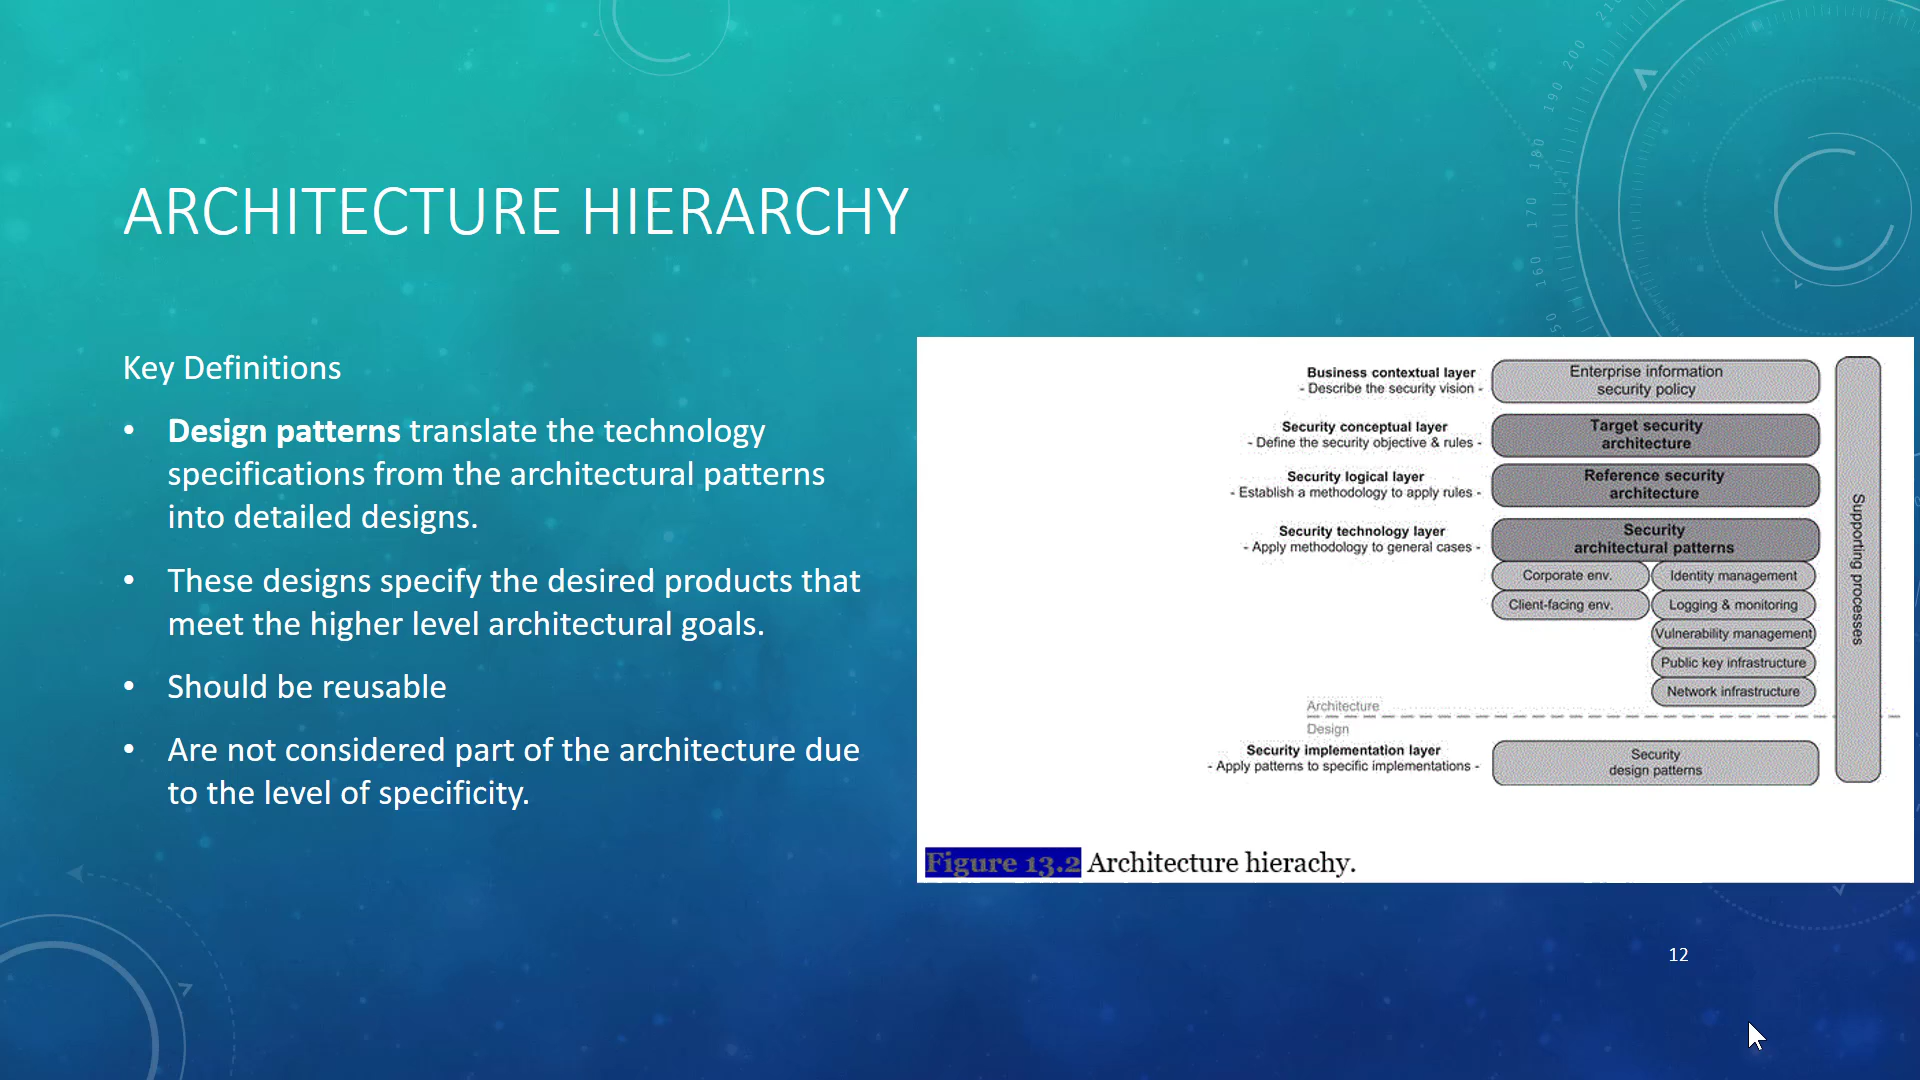 ARCHITECTURE HIERARCHY
Key Definitions
• Design patterns translate the technology
specifications from the architectural patterns
into detailed designs.
• These designs specify the desired products that
meet the higher level architectural goals.
• Should be reusable
• Are not considered part of the architecture due
to the level of specificity.
Business contextual layer
- Describe the security vision -
Enterprise information
security policy
Security conceptual layer
- Define the security objective & rules -
Target security
architecture
Security logical layer
- Establish a methodology to apply rules -
Reference security
architecture
Security technology layer
- Apply methodology to general cases -
Security
architectural patterns
Corporate env.
Client-facing env.
Identity management
Logging & monitoring
Vulnerability management
Public key infrastructure
Network infrastructure
Architecture
Design
Security implementation layer
- Apply patterns to specific implementations -
Security
design patterns
Supporting processes
Figure 13.2 Architecture hierachy.
12
210
200
190
180
170
160